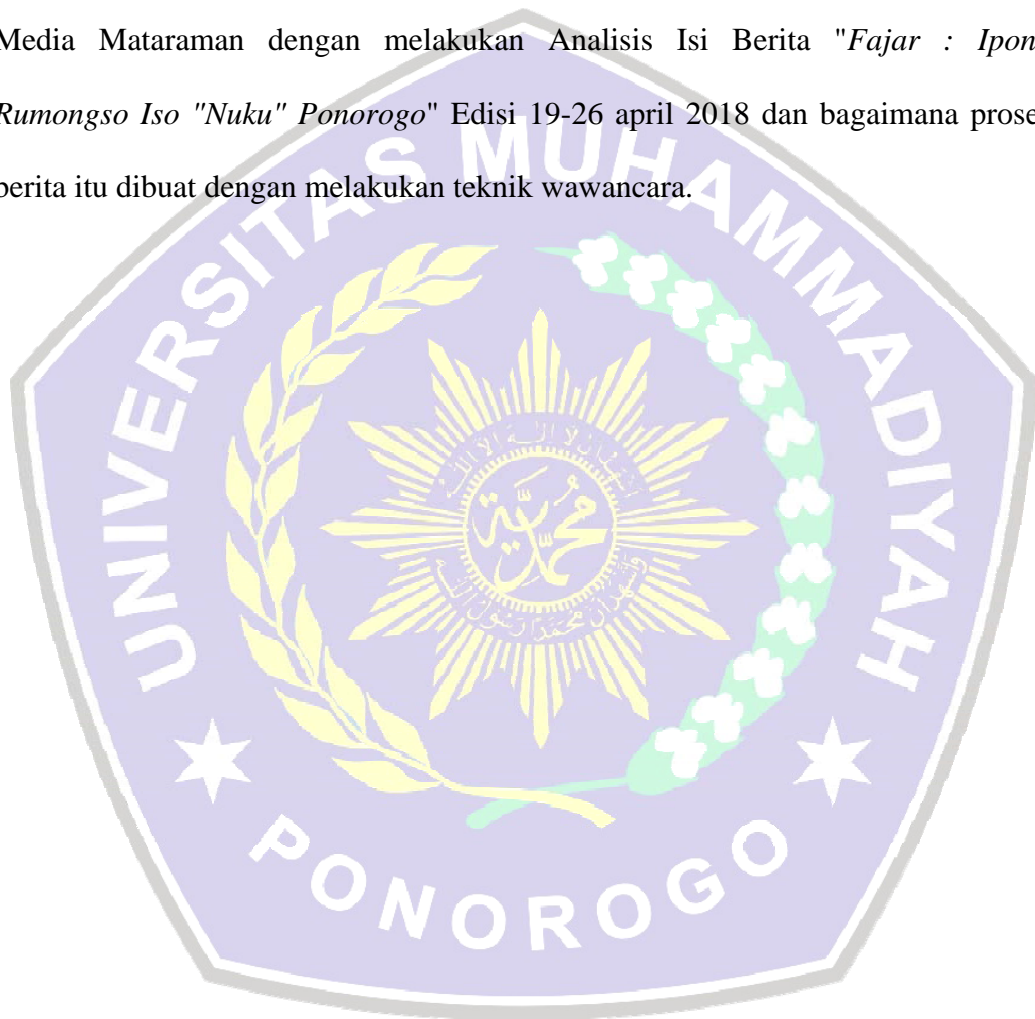 Media Mataraman dengan melakukan Analisis Isi Berita "Fajar : Ipon
Rumongso Iso "Nuku" Ponorogo" Edisi 19-26 april 2018 dan bagaimana prose
berita itu dibuat dengan melakukan teknik wawancara.
UNIVERSITAS MUHAMMADIYAH
محمد
PONOROGO